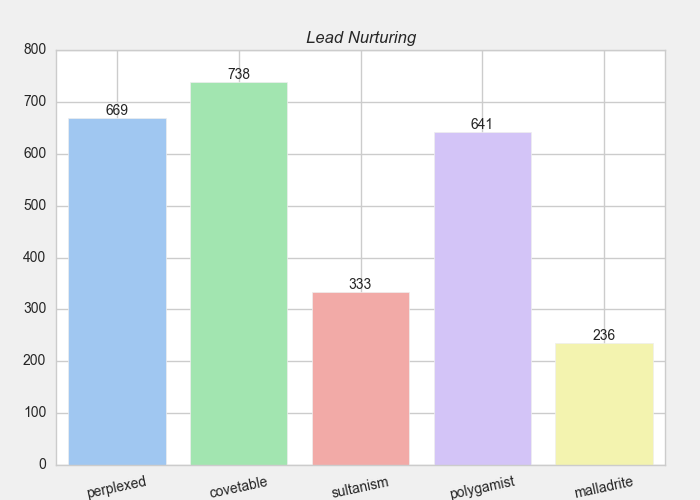 Lead Nurturing
800
700
600
500
400
300
200
100
0
669
738
333
641
236
perplexed
covetable
sultanism
polygamist
malladrite